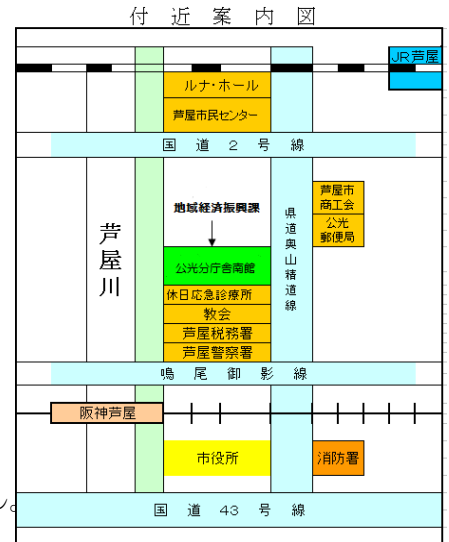 付近案内図
JR芦屋
ルナ・ホール
芦屋市民センター
国道2号線
芦屋市
商工会
公光
郵便局
地域経済振興課
県道奥山精道線
芦屋川
公光分庁舎南館
休日応急診療所
教会
芦屋税務署
芦屋警察署
鳴尾御影線
阪神芦屋
市役所
消防署
ン。
国道43号線